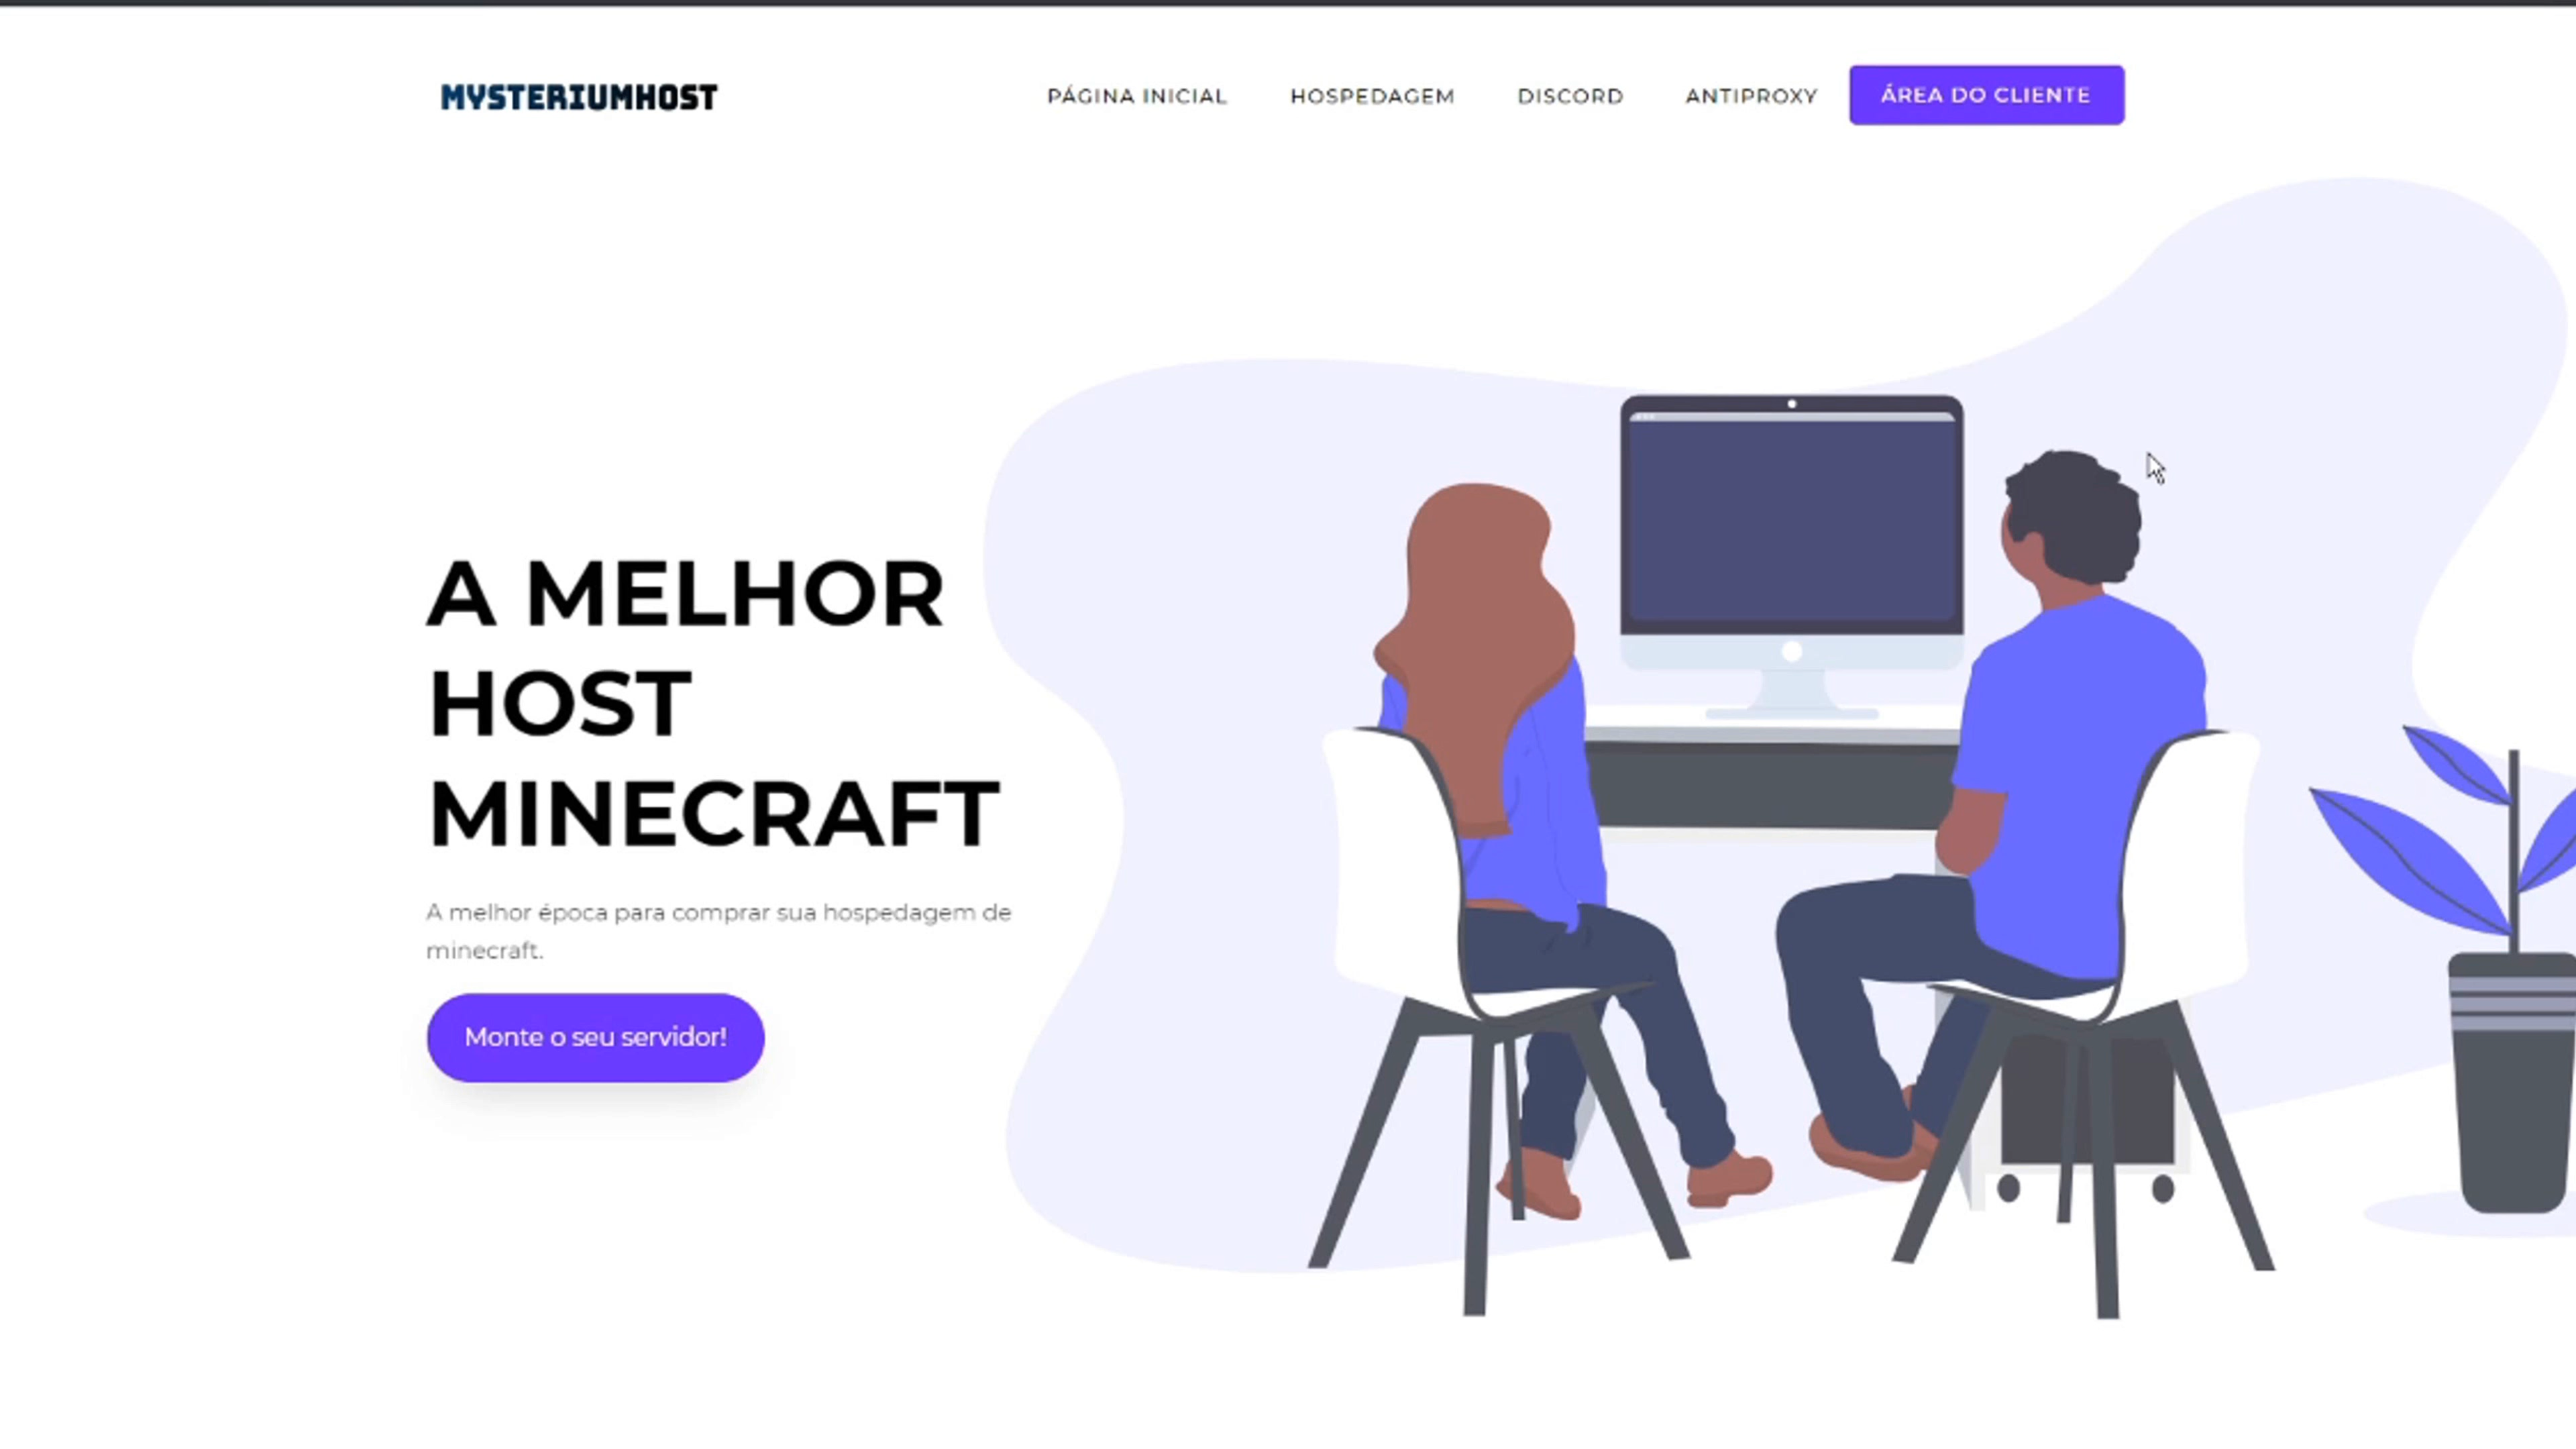 MYSTERIUMHOST
PÁGINA INICIAL
HOSPEDAGEM
DISCORD
ANTIPROXY
ÁREA DO CLIENTE
A MELHOR
HOST
MINECRAFT
A melhor época para comprar sua hospedagem de
minecraft.
Monte o seu servidor!